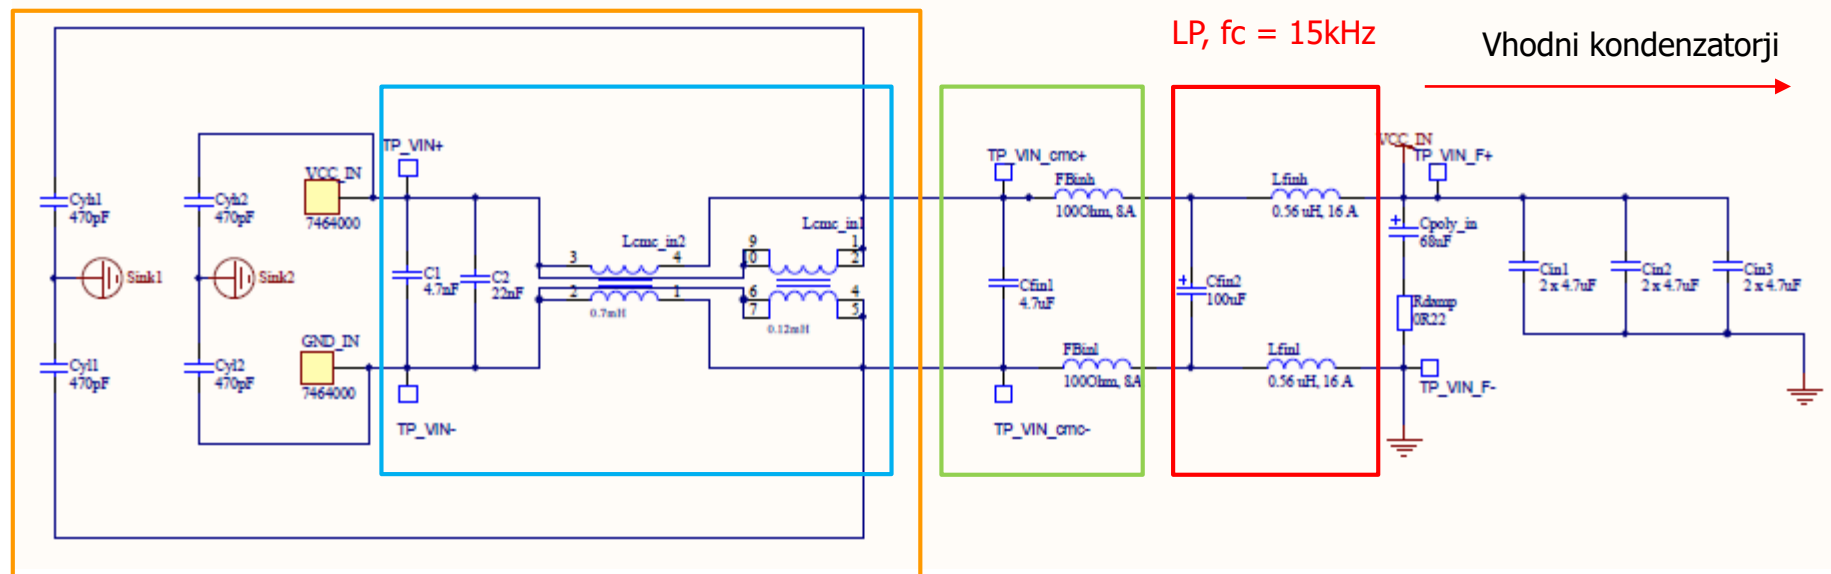 LP, fc = 15kHz
Vhodni kondenzatorji
TP_VIN+
TP_VIN_cmc+
VCC_IN
TP_VIN_F+
Cyh1
470pF
Cyh2
470pF
VCC_IN
7464000
FBinh
100Ohm, 8A
Lfinh
0.56 uH, 16 A
Cpoly_in
68uF
Lcmc_in2
Lcmc_in1
3
4
9
10
1
2
Sink1
Sink2
C1
4.7nF
C2
22nF
2
1
0.7mH
6
7
4
5
0.12mH
Cfin1
4.7uF
Cfin2
100uF
Cin1
2 x 4.7uF
Cin2
2 x 4.7uF
Cin3
2 x 4.7uF
Rdamp
0R22
GND_IN
7464000
Cyl1
470pF
Cyl2
470pF
FBinl
100Ohm, 8A
Lfinl
0.56 uH, 16 A
TP_VIN_F-
TP_VIN-
TP_VIN_cmc-